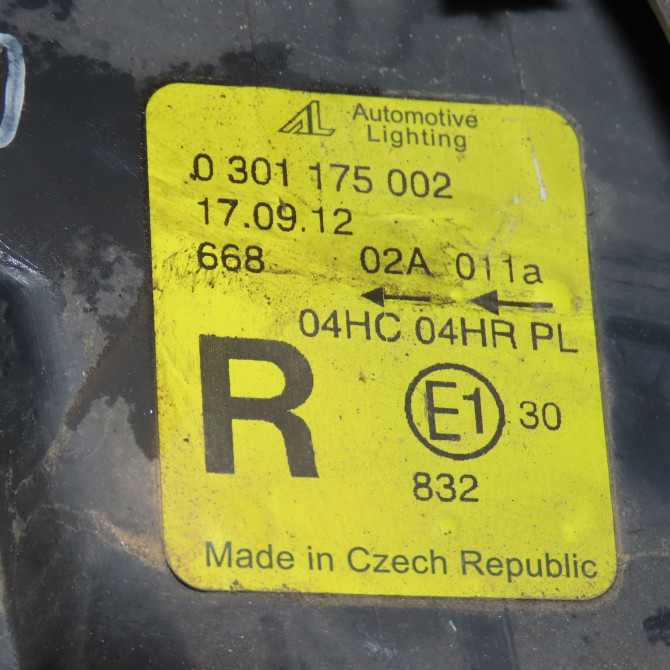 AL Automotive
Lighting
0 301 175 002
17.09.12
668 02A 011a
04HC 04HR PL
R E1 30
832
Made in Czech Republic